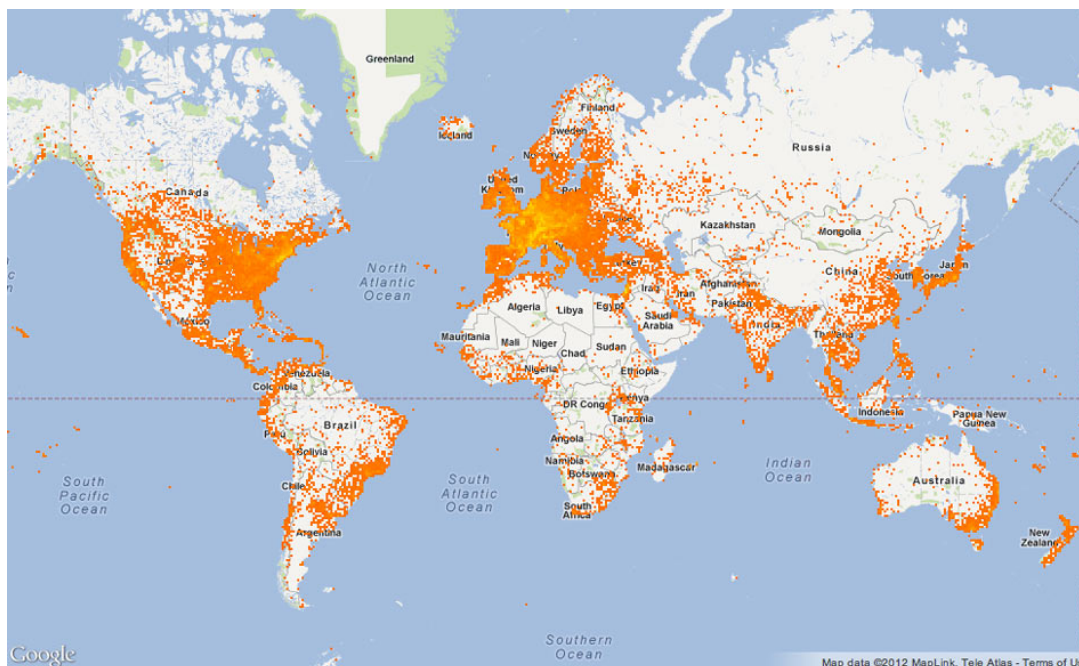 Greenland
Iceland
Finland
Sweden
Russia
Canada
United
Kingdom
Kazakhstan
Mongolia
China
South Korea
Japan
North
Atlantic
Ocean
Turkey
Iraq
Iran
Afghanistan
Pakistan
India
Thailand
Mexico
Algeria
Libya
Egypt
Saudi
Arabia
Mauritania
Mali
Niger
Chad
Sudan
Nigeria
Ethiopia
Venezuela
Colombia
DR Congo
Kenya
Tanzania
Indonesia
Papua New
Guinea
Peru
Brazil
Bolivia
Angola
Namibia
Botswana
Madagascar
South
Pacific
Ocean
Chile
South
Atlantic
Ocean
Indian
Ocean
Australia
South
Africa
Argentina
New
Zealand
Southern
Ocean
Google
Map data ©2012 MapLink, Tele Atlas - Terms of U